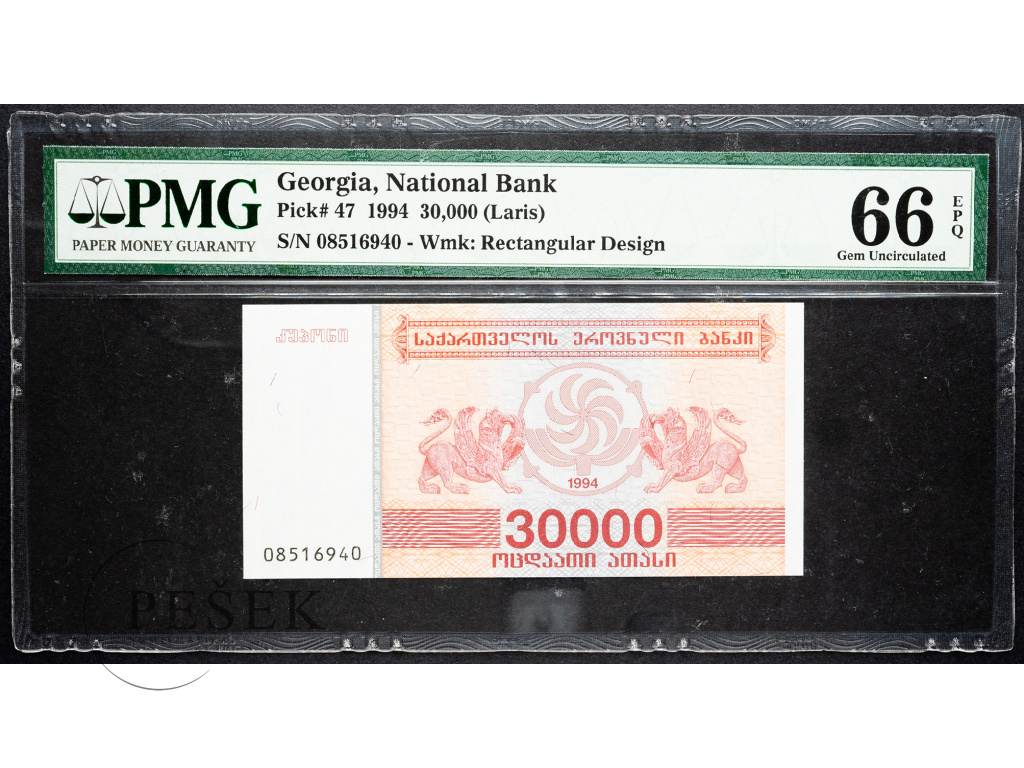 PMG
PAPER MONEY GUARANTY
Georgia, National Bank
Pick# 47 1994 30,000 (Laris)
S/N 08516940 - Wmk: Rectangular Design
66
EPQ
Gem Uncirculated
კუპონი
საქართველოს ეროვნული ბანკი
1994
30000
ოცდაათი ათასი
08516940
PEŠEK